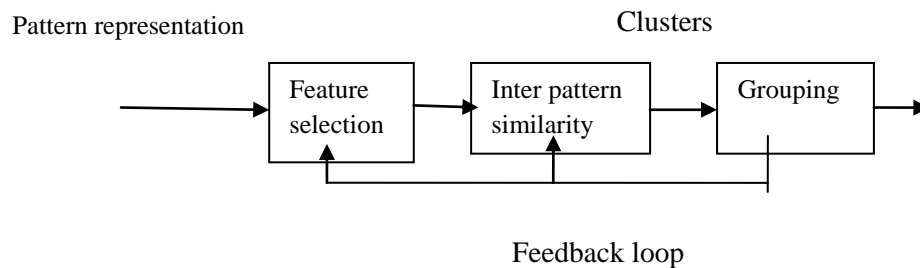 Pattern representation
Clusters
Feature
selection
Inter pattern
similarity
Grouping
Feedback loop